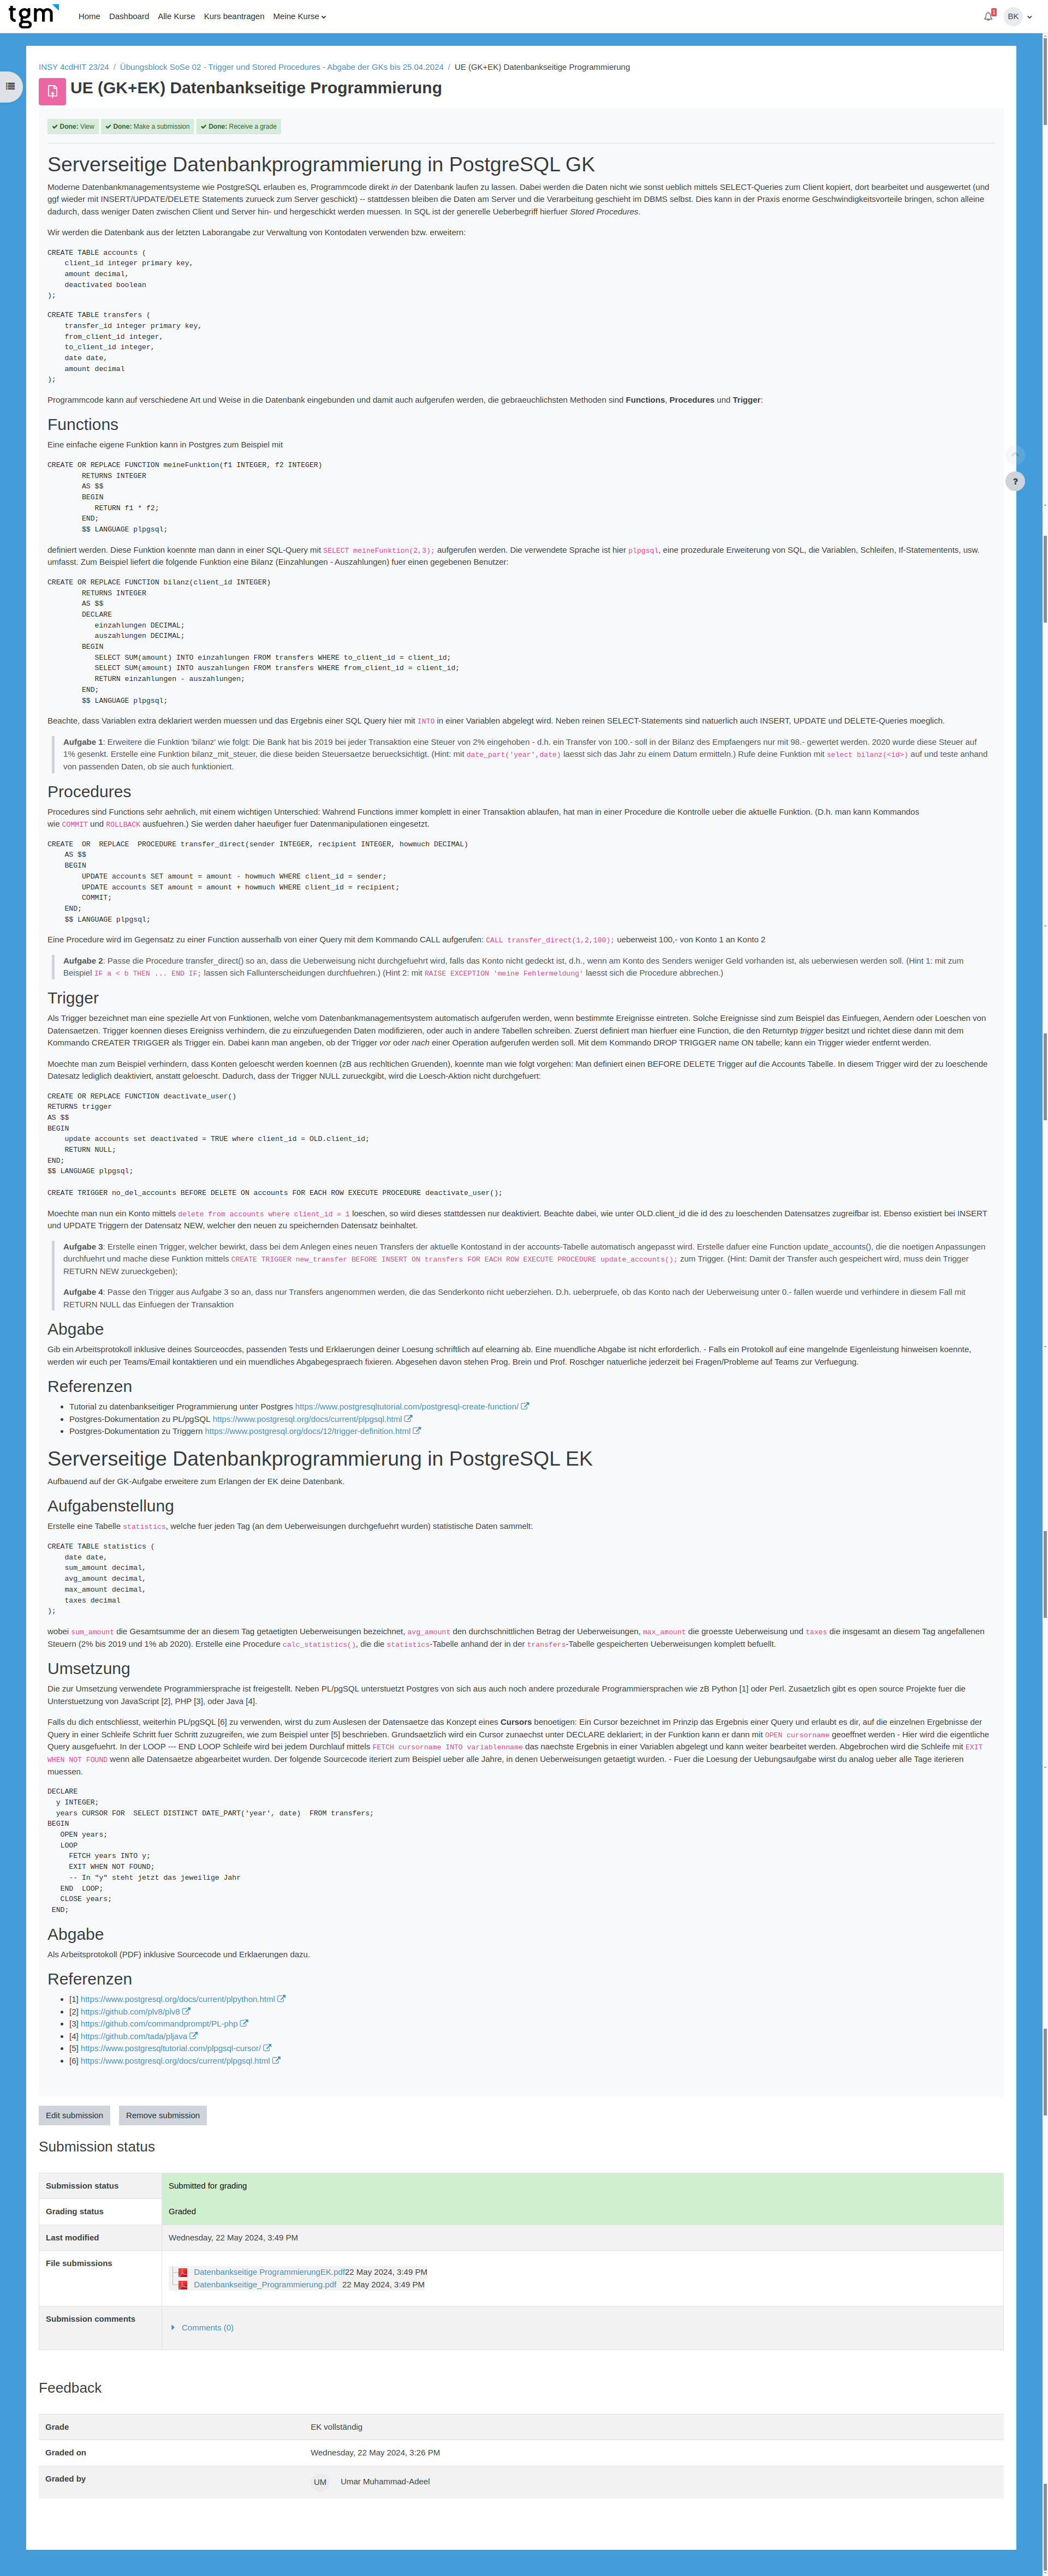 tgm Home Dashboard Alle Kurse Kurs beantragen Meine Kurse 1 BK
INSY 4cdHIT 23/24 / Übungsblock SoSe 02 - Trigger und Stored Procedures - Abgabe der GKs bis 25.04.2024 / UE (GK+EK) Datenbankseitige Programmierung
UE (GK+EK) Datenbankseitige Programmierung
Done: View Done: Make a submission Done: Receive a grade
Serverseitige Datenbankprogrammierung in PostgreSQL GK
Moderne Datenbankmanagementsysteme wie PostgreSQL erlauben es, Programmcode direkt in der Datenbank laufen zu lassen. Dabei werden die Daten nicht wie sonst ueblich mittels SELECT-Queries zum Client kopiert, dort bearbeitet und ausgewertet (und
ggf wieder mit INSERT/UPDATE/DELETE Statements zurueck zum Server geschickt) -- stattdessen bleiben die Daten am Server und die Verarbeitung geschieht im DBMS selbst. Dies kann in der Praxis enorme Geschwindigkeitsvorteile bringen, schon alleine
dadurch, dass weniger Daten zwischen Client und Server hin- und hergeschickt werden muessen. In SQL ist der generelle Ueberbegriff hierfuer Stored Procedures.
Wir werden die Datenbank aus der letzten Laborangabe zur Verwaltung von Kontodaten verwenden bzw. erweitern:
CREATE TABLE accounts (
client_id integer primary key,
amount decimal,
deactivated boolean
);
CREATE TABLE transfers (
transfer_id integer primary key,
from_client_id integer,
to_client_id integer,
date date,
amount decimal
);
Programmcode kann auf verschiedene Art und Weise in die Datenbank eingebunden und damit auch aufgerufen werden, die gebraeuchlichsten Methoden sind Functions, Procedures und Trigger:
Functions
Eine einfache eigene Funktion kann in Postgres zum Beispiel mit
CREATE OR REPLACE FUNCTION meineFunktion(f1 INTEGER, f2 INTEGER)
RETURNS INTEGER
AS $$
BEGIN
RETURN f1 * f2;
END;
$$ LANGUAGE plpgsql;
?
definiert werden. Diese Funktion koennte man dann in einer SQL-Query mit SELECT meineFunktion(2,3); aufgerufen werden. Die verwendete Sprache ist hier plpgsql, eine prozedurale Erweiterung von SQL, die Variablen, Schleifen, If-Statementents, usw.
umfasst. Zum Beispiel liefert die folgende Funktion eine Bilanz (Einzahlungen - Auszahlungen) fuer einen gegebenen Benutzer:
CREATE OR REPLACE FUNCTION bilanz(client_id INTEGER)
RETURNS INTEGER
AS $$
DECLARE
einzahlungen DECIMAL;
auszahlungen DECIMAL;
BEGIN
SELECT SUM(amount) INTO einzahlungen FROM transfers WHERE to_client_id = client_id;
SELECT SUM(amount) INTO auszahlungen FROM transfers WHERE from_client_id = client_id;
RETURN einzahlungen - auszahlungen;
END;
$$ LANGUAGE plpgsql;
Beachte, dass Variablen extra deklariert werden muessen und das Ergebnis einer SQL Query hier mit INTO in einer Variablen abgelegt wird. Neben reinen SELECT-Statements sind natuerlich auch INSERT, UPDATE und DELETE-Queries moeglich.
Aufgabe 1: Erweitere die Funktion 'bilanz' wie folgt: Die Bank hat bis 2019 bei jeder Transaktion eine Steuer von 2% eingehoben - d.h. ein Transfer von 100.- soll in der Bilanz des Empfaengers nur mit 98.- gewertet werden. 2020 wurde diese Steuer auf
1% gesenkt. Erstelle eine Funktion bilanz_mit_steuer, die diese beiden Steuersaetze beruecksichtigt. (Hint: mit date_part('year',date) laesst sich das Jahr zu einem Datum ermitteln.) Rufe deine Funktion mit select bilanz(<id>) auf und teste anhand
von passenden Daten, ob sie auch funktioniert.
Procedures
Procedures sind Functions sehr aehnlich, mit einem wichtigen Unterschied: Wahrend Functions immer komplett in einer Transaktion ablaufer, hat man in einer Procedure die Kontrolle ueber die aktuelle Funktion. (D.h. man kann Kommandos
wie COMMIT und ROLLBACK ausfuehren.) Sie werden daher haeufiger fuer Datenmanipulationen eingesetzt.
CREATE OR REPLACE PROCEDURE transfer_direct(sender INTEGER, recipient INTEGER, howmuch DECIMAL)
AS $$
BEGIN
UPDATE accounts SET amount = amount - howmuch WHERE client_id = sender;
UPDATE accounts SET amount = amount + howmuch WHERE client_id = recipient;
COMMIT;
END;
$$ LANGUAGE plpgsql;
Eine Procedure wird im Gegensatz zu einer Function ausserhalb von einer Query mit dem Kommando CALL aufgerufen: CALL transfer_direct(1,2,100); ueberweist 100,- von Konto 1 an Konto 2
Aufgabe 2: Passe die Procedure transfer_direct() so an, dass die Ueberweisung nicht durchgefuehrt wird, falls das Konto nicht gedeckt ist, d.h., wenn am Konto des Senders weniger Geld vorhanden ist, als ueberwiesen werden soll. (Hint 1: mit zum
Beispiel IF a < b THEN ... END IF; lassen sich Fallunterscheidungen durchfuehren.) (Hint 2: mit RAISE EXCEPTION 'meine Fehlermeldung' laesst sich die Procedure abbrechen.)
Trigger
Als Trigger bezeichnet man eine spezielle Art von Funktionen, welche vom Datenbankmanagementsystem automatisch aufgerufen werden, wenn bestimmte Ereignisse eintreten. Solche Ereignisse sind zum Beispiel das Einfuegen, Aendern oder Loeschen von
Datensaetzen. Trigger koennen dieses Ereigniss verhindern, die zu einzufuegenden Daten modifizieren, oder auch in andere Tabellen schreiben. Zuerst definiert man hierfuer eine Function, die den Returntyp trigger besitzt und richtet diese dann mit dem
Kommando CREATER TRIGGER als Trigger ein. Dabei kann man angeben, ob der Trigger vor oder nach einer Operation aufgerufen werden soll. Mit dem Kommando DROP TRIGGER name ON tabelle; kann ein Trigger wieder entfernt werden.
Moechte man zum Beispiel verhindern, dass Konten geloescht werden koennen (zB aus rechltichen Gruenden), koennte man wie folgt vorgehen: Man definiert einen BEFORE DELETE Trigger auf die Accounts Tabelle. In diesem Trigger wird der zu loeschende
Datesatz lediglich deaktiviert, anstatt geloescht. Dadurch, dass der Trigger NULL zurueckgibt, wird die Loesch-Aktion nicht durchgefuert:
CREATE OR REPLACE FUNCTION deactivate_user()
RETURNS trigger
AS $$
BEGIN
update accounts set deactivated = TRUE where client_id = OLD.client_id;
RETURN NULL;
END;
$$ LANGUAGE plpgsql;
CREATE TRIGGER no_del_accounts BEFORE DELETE ON accounts FOR EACH ROW EXECUTE PROCEDURE deactivate_user();
Moechte man nun ein Konto mittels delete from accounts where client_id = 1 loeschen, so wird dieses stattdessen nur deaktiviert. Beachte dabei, wie unter OLD.client_id die id des zu loeschenden Datensatzes zugreifbar ist. Ebenso existiert bei INSERT
und UPDATE Triggern der Datensatz NEW, welcher den neuen zu speichernden Datensatz beinhaltet.
Aufgabe 3: Erstelle einen Trigger, welcher bewirkt, dass bei dem Anlegen eines neuen Transfers der aktuelle Kontostand in der accounts-Tabelle automatisch angepasst wird. Erstelle dafuer eine Function update_accounts(), die die noetigen Anpassungen
durchfuehrt und mache diese Funktion mittels CREATE TRIGGER new_transfer BEFORE INSERT ON transfers FOR EACH ROW EXECUTE PROCEDURE update_accounts(); zum Trigger. (Hint: Damit der Transfer auch gespeichert wird, muss dein Trigger
RETURN NEW zurueckgeben);
Aufgabe 4: Passe den Trigger aus Aufgabe 3 so an, dass nur Transfers angenommen werden, die das Senderkonto nicht ueberziehen. D.h. ueberpruefe, ob das Konto nach der Ueberweisung unter 0.- fallen wuerde und verhindere in diesem Fall mit
RETURN NULL das Einfuegen der Transaktion
Abgabe
Gib ein Arbeitsprotokoll inklusive deines Sourceocdes, passenden Tests und Erklaerungen deiner Loesung schriftlich auf elearning ab. Eine muendliche Abgabe ist nicht erforderlich. - Falls ein Protokoll auf eine mangelnde Eigenleistung hinweisen koennte,
werden wir euch per Teams/Email kontaktieren und ein muendliches Abgabegespraech fixieren. Abgesehen davon stehen Prog. Brein und Prof. Roschger natuerliche jederzeit bei Fragen/Probleme auf Teams zur Verfuegung.
Referenzen
Tutorial zu datenbankseitiger Programmierung unter Postgres https://www.postgresqltutorial.com/postgresql-create-function/
Postgres-Dokumentation zu PL/pgSQL https://www.postgresql.org/docs/current/plpgsql.html
Postgres-Dokumentation zu Triggern https://www.postgresql.org/docs/12/trigger-definition.html
Serverseitige Datenbankprogrammierung in PostgreSQL EK
Aufbauend auf der GK-Aufgabe erweitere zum Erlangen der EK deine Datenbank.
Aufgabenstellung
Erstelle eine Tabelle statistics, welche fuer jeden Tag (an dem Ueberweisungen durchgefuehrt wurden) statistische Daten sammelt:
CREATE TABLE statistics (
date date,
sum_amount decimal,
avg_amount decimal,
max_amount decimal,
taxes decimal
);
wobei sum_amount die Gesamtsumme der an diesem Tag getaetigten Ueberweisungen bezeichnet, avg_amount den durchschnittlichen Betrag der Ueberweisungen, max_amount die groesste Ueberweisung und taxes die insgesamt an diesem Tag angefallenen
Steuern (2% bis 2019 und 1% ab 2020). Erstelle eine Procedure calc_statistics(), die die statistics-Tabelle anhand der in der transfers-Tabelle gespeicherten Ueberweisungen komplett befuellt.
Umsetzung
Die zur Umsetzung verwendete Programmiersprache ist freigestellt. Neben PL/pgSQL unterstuetzt Postgres von sich aus auch noch andere prozedurale Programmiersprachen wie zB Python [1] oder Perl. Zusaetzlich gibt es open source Projekte fuer die
Unterstuetzung von JavaScript [2], PHP [3], oder Java [4].
Falls du dich entschliesst, weiterhin PL/pgSQL [6] zu verwenden, wirst du zum Auslesen der Datensaetze das Konzept eines Cursors benoetigen: Ein Cursor bezeichnet im Prinzip das Ergebnis einer Query und erlaubt es dir, auf die einzelnen Ergebnisse der
Query in einer Schleife Schritt fuer Schritt zuzugreifen, wie zum Beispiel unter [5] beschrieben. Grundsaetzlich wird ein Cursor zunaechst unter DECLARE deklariert; in der Funktion kann er dann mit OPEN cursorname geoeffnet werden - Hier wird die eigentliche
Query ausgefuehrt. In der LOOP --- END LOOP Schleife wird bei jedem Durchlauf mittels FETCH cursorname INTO variablenname das naechste Ergebnis in einer Variablen abgelegt und kann weiter bearbeitet werden. Abgebrochen wird die Schleife mit EXIT
WHEN NOT FOUND wenn alle Datensaetze abgearbeitet wurden. Der folgende Sourcecode iteriert zum Beispiel ueber alle Jahre, in denen Ueberweisungen getaetigt wurden. - Fuer die Loesung der Uebungsaufgabe wirst du analog ueber alle Tage iterieren
muessen.
DECLARE
y INTEGER;
years CURSOR FOR SELECT DISTINCT DATE_PART('year', date) FROM transfers;
BEGIN
OPEN years;
LOOP
FETCH years INTO y;
EXIT WHEN NOT FOUND;
-- In "y" steht jetzt das jeweilige Jahr
END LOOP;
CLOSE years;
END;
Abgabe
Als Arbeitsprotokoll (PDF) inklusive Sourcecode und Erklaerungen dazu.
Referenzen
[1] https://www.postgresql.org/docs/current/plpython.html
[2] https://github.com/plv8/plv8
[3] https://github.com/commandprompt/PL-php
[4] https://github.com/tada/pljava
[5] https://www.postgresqltutorial.com/plpgsql-cursor/
[6] https://www.postgresql.org/docs/current/plpgsql.html
Edit submission Remove submission
Submission status
Submission status Submitted for grading
Grading status Graded
Last modified Wednesday, 22 May 2024, 3:49 PM
File submissions
Datenbankseitige ProgrammierungEK.pdf22 May 2024, 3:49 PM
Datenbankseitige_Programmierung.pdf 22 May 2024, 3:49 PM
Submission comments
Comments (0)
Feedback
Grade EK vollständig
Graded on Wednesday, 22 May 2024, 3:26 PM
Graded by UM Umar Muhammad-Adeel